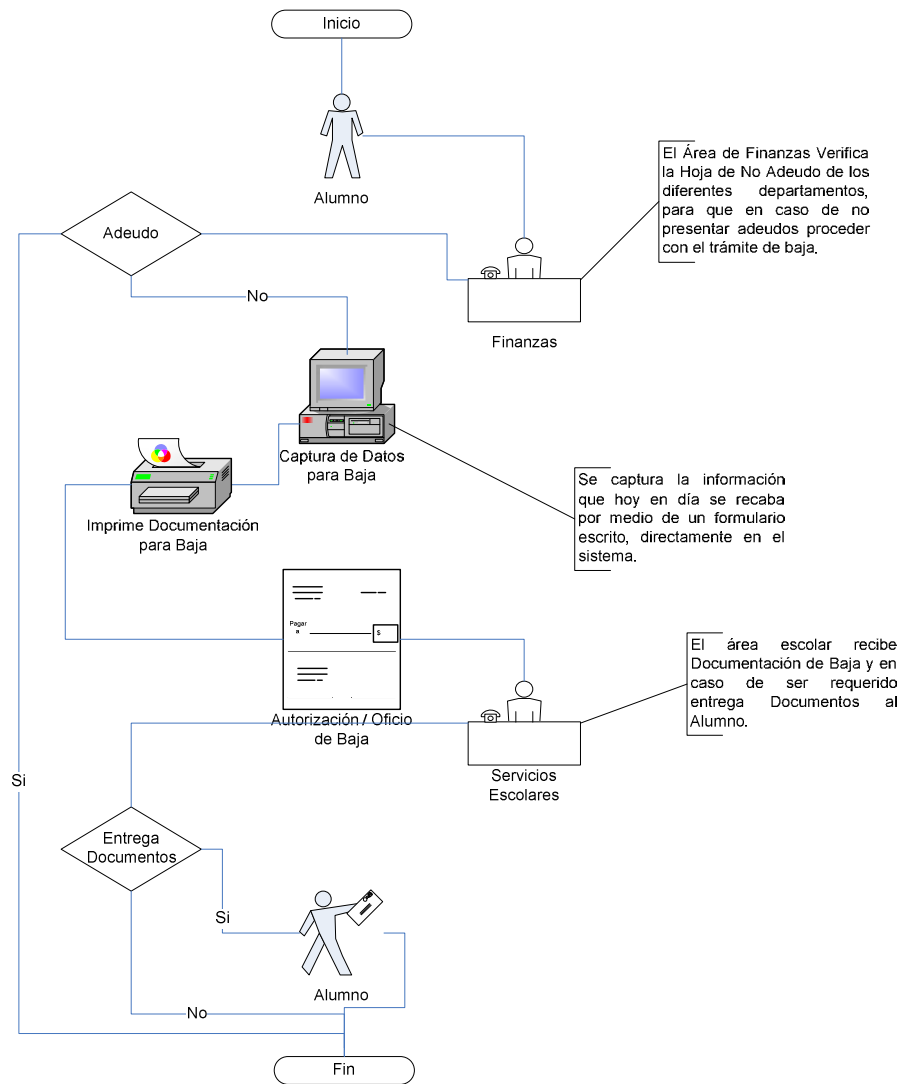 Inicio
Alumno
El Área de Finanzas Verifica
la Hoja de No Adeudo de los
diferentes departamentos,
para que en caso de no
presentar adeudos proceder
con el trámite de baja.
Adeudo
Finanzas
No
Captura de Datos
para Baja
Imprime Documentación
para Baja
Se captura la información
que hoy en día se recaba
por medio de un formulario
escrito, directamente en el
sistema.
Pagar
a
$
Autorización / Oficio
de Baja
El área escolar recibe
Documentación de Baja y en
caso de ser requerido
entrega Documentos al
Alumno.
Servicios
Escolares
Si
Entrega
Documentos
Si
Alumno
No
Fin